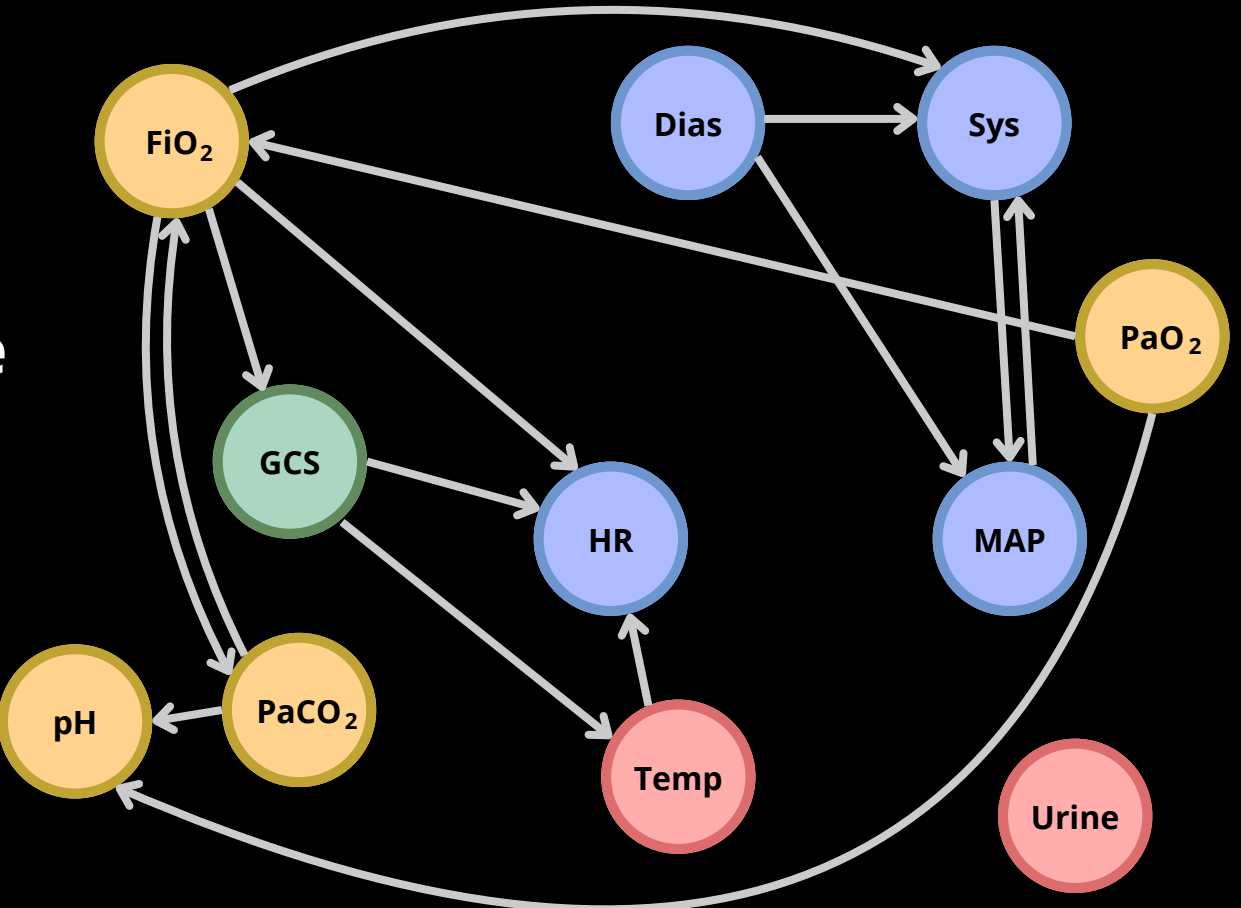 FiO₂
Dias
Sys
e
PaO₂
GCS
HR
MAP
pH
PaCO₂
Temp
Urine